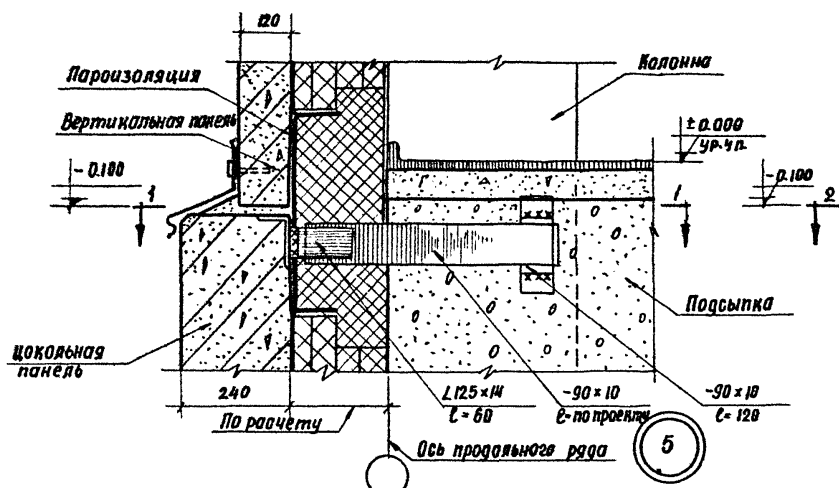 120
Пароизоляция
Вертикальная панель
Колонна
± 0.000
ур.ч.п.
-0.100
1
1
-0.100
2
Подсыпка
цокольная
панель
240
По расчету
L125×14
ℓ=60
-90×10
ℓ-по проекту
-90×10
ℓ=120
Ось продольного ряда
5